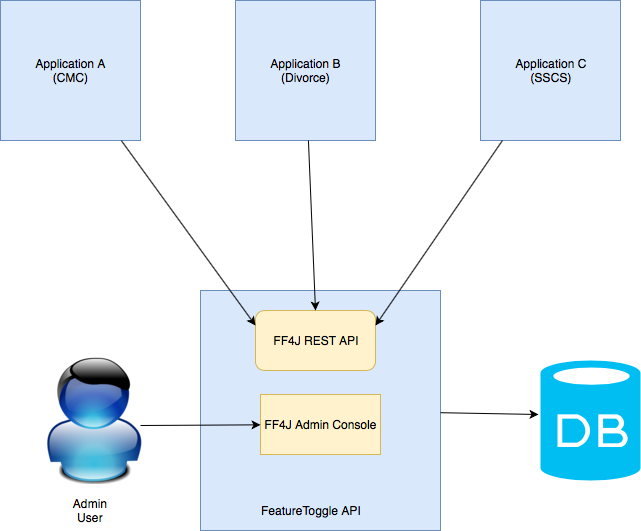 Application A
(CMC)
Application B
(Divorce)
Application C
(SSCS)
FF4J REST API
FF4J Admin Console
DB
Admin
User
FeatureToggle API